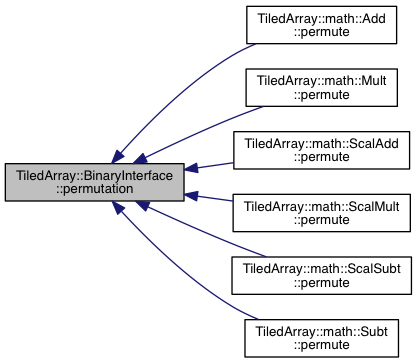 TiledArray::math::Add
::permute
TiledArray::math::Mult
::permute
TiledArray::math::ScalAdd
::permute
TiledArray::BinaryInterface
::permutation
TiledArray::math::ScalMult
::permute
TiledArray::math::ScalSubt
::permute
TiledArray::math::Subt
::permute